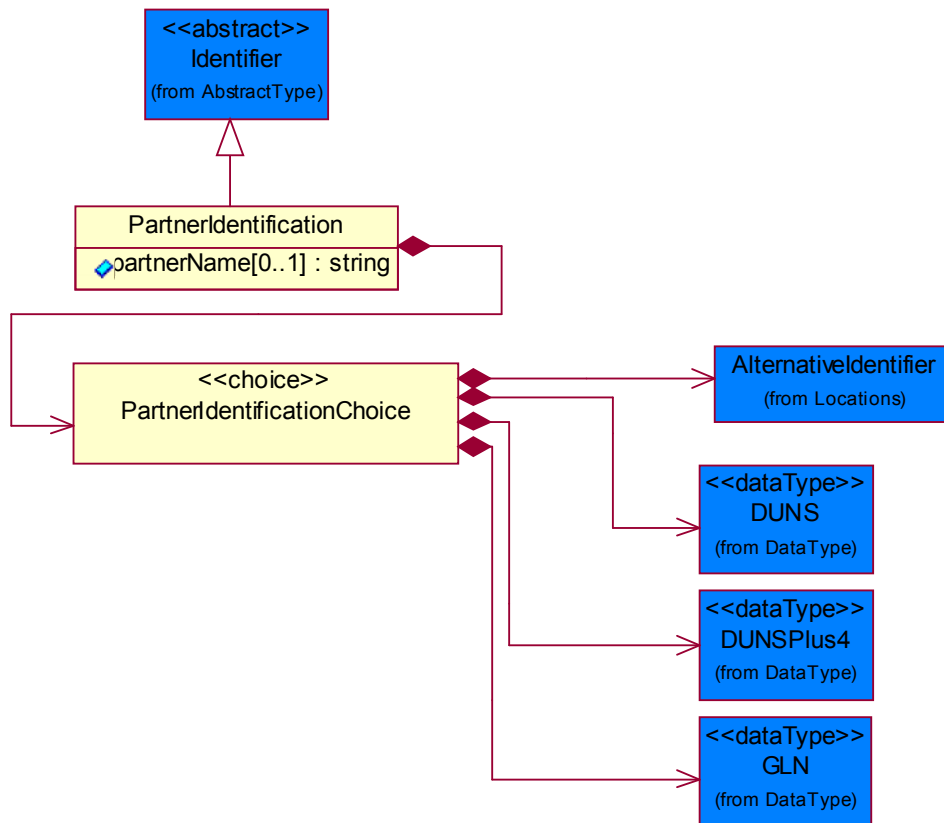 <<abstract>>
Identifier
(from AbstractType)
PartnerIdentification
partnerName[0..1] : string
<<choice>>
PartnerIdentificationChoice
AlternativeIdentifier
(from Locations)
<<dataType>>
DUNS
(from DataType)
<<dataType>>
DUNSPlus4
(from DataType)
<<dataType>>
GLN
(from DataType)